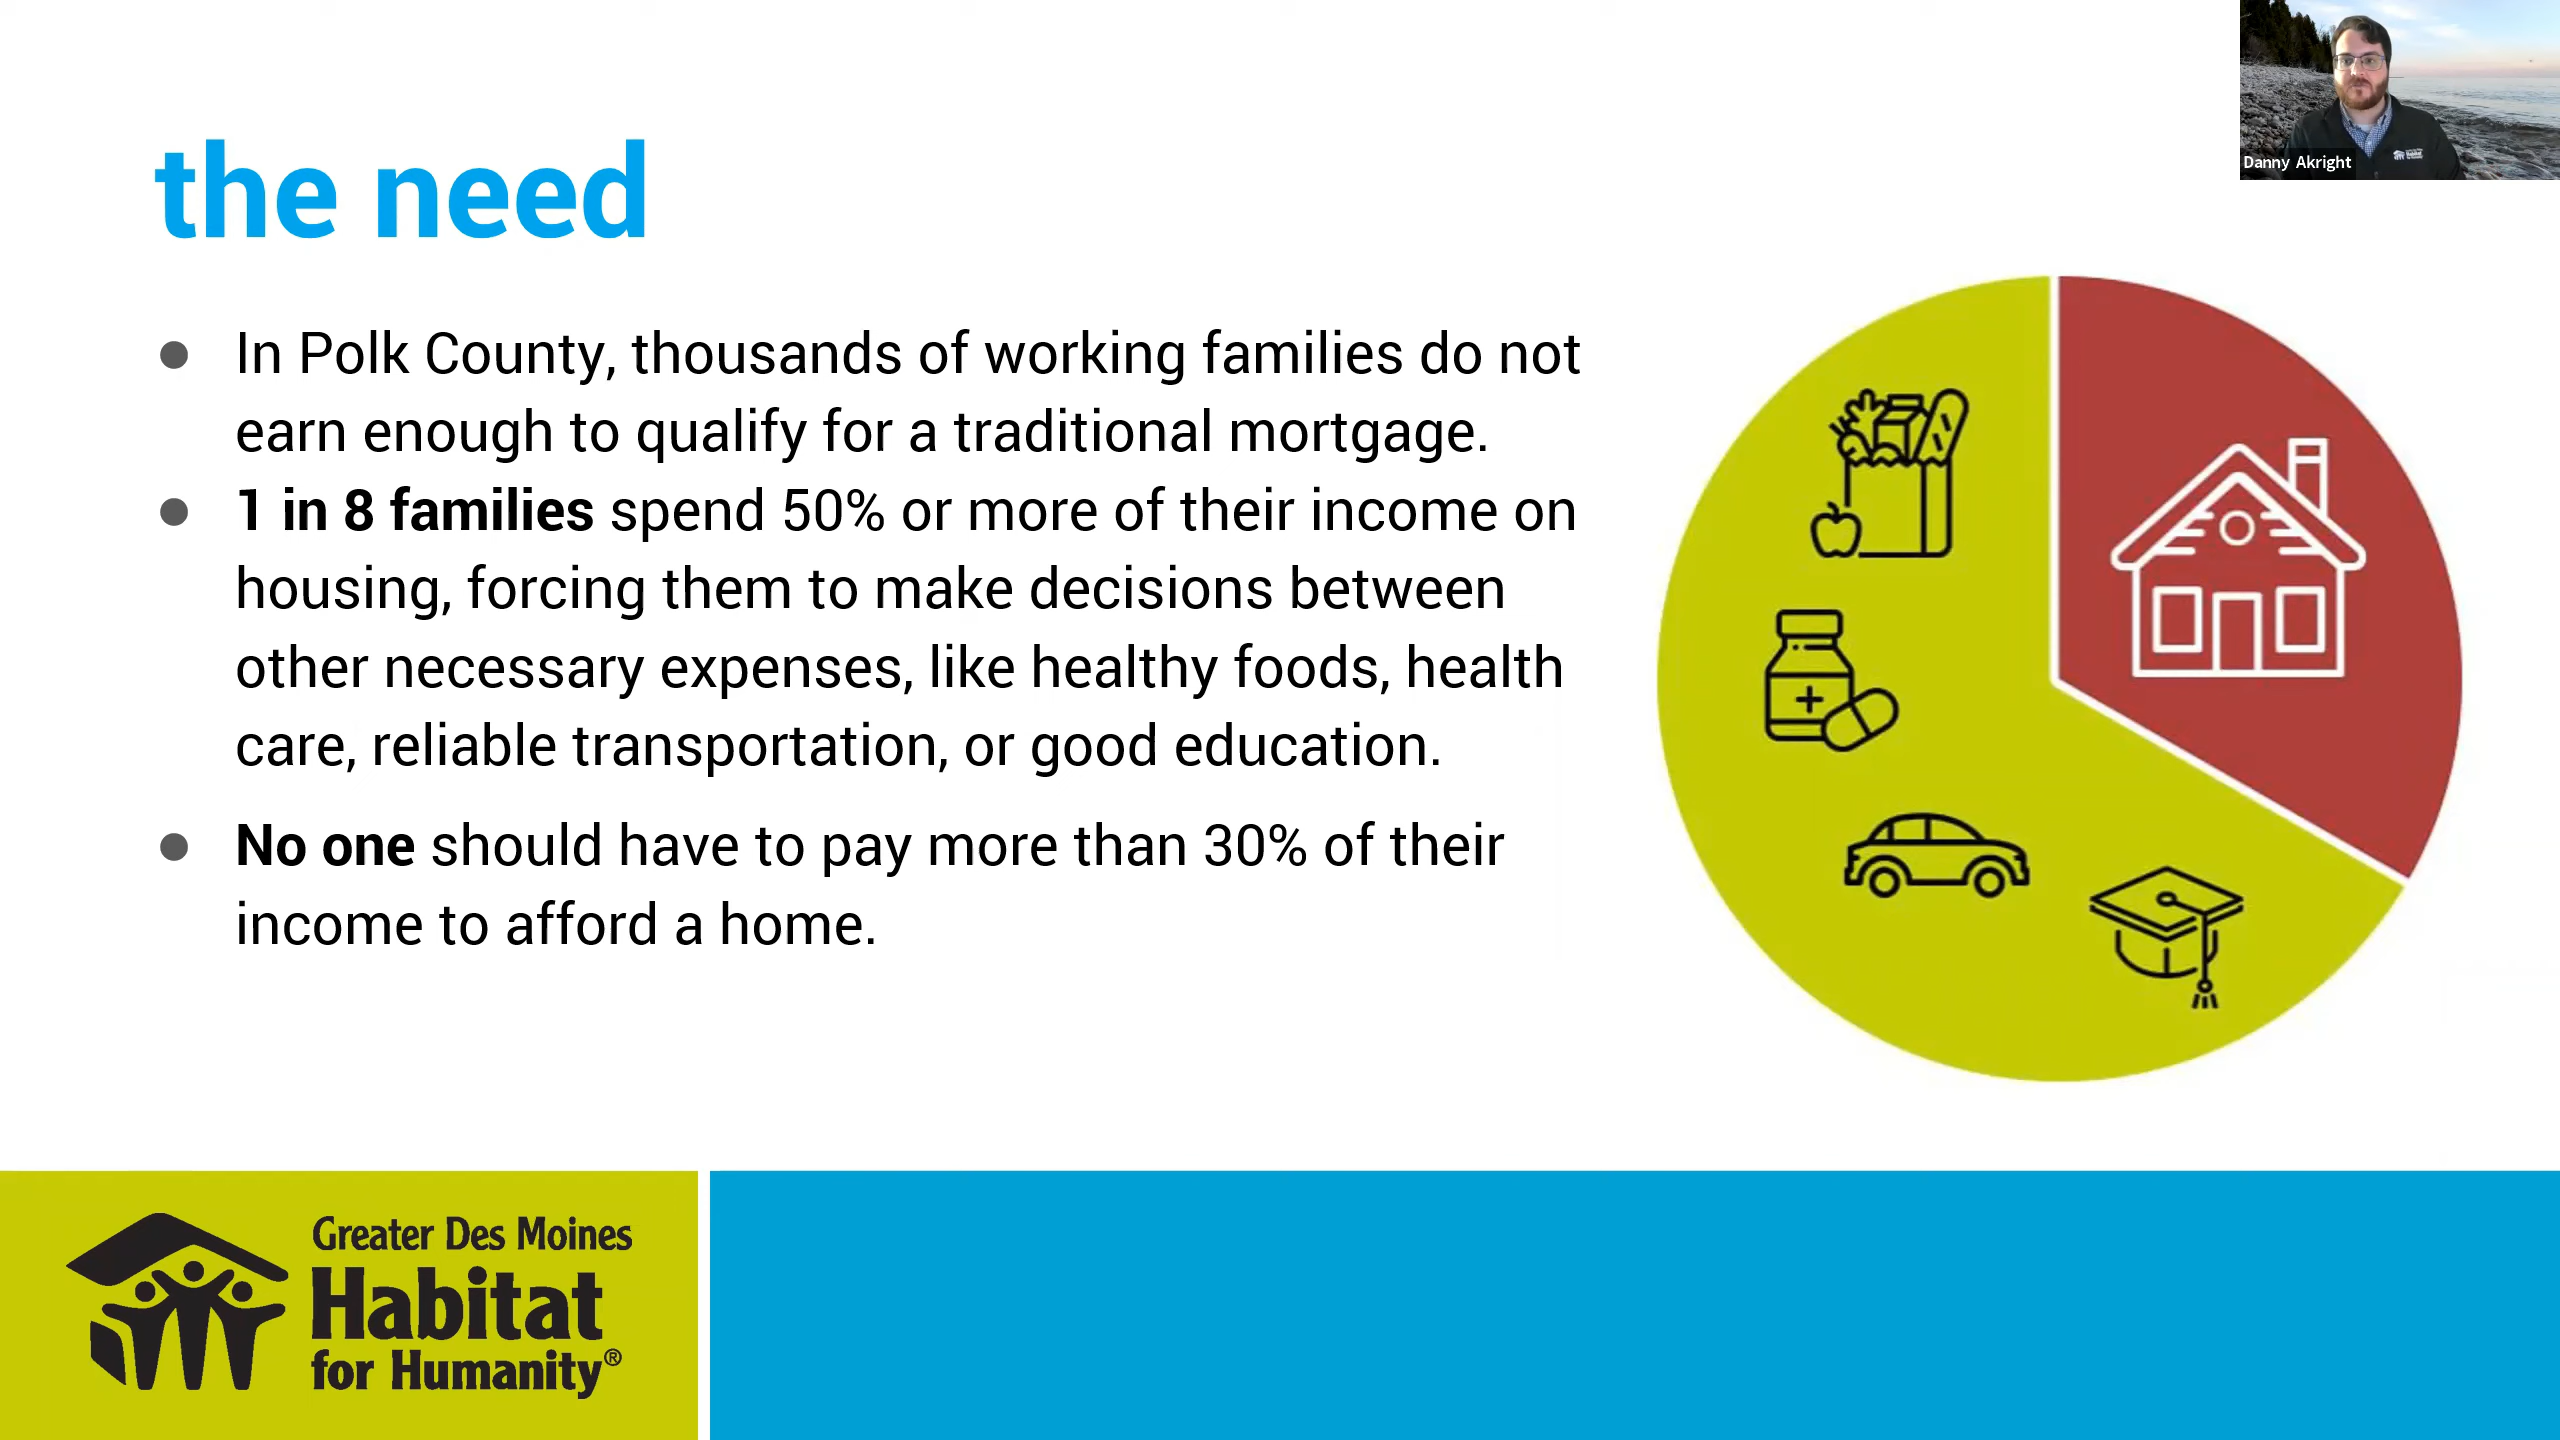 Danny Akright
the need
● In Polk County, thousands of working families do not
earn enough to qualify for a traditional mortgage.
● 1 in 8 families spend 50% or more of their income on
housing, forcing them to make decisions between
other necessary expenses, like healthy foods, health
care, reliable transportation, or good education.
● No one should have to pay more than 30% of their
income to afford a home.
Greater Des Moines
Habitat
for Humanity®